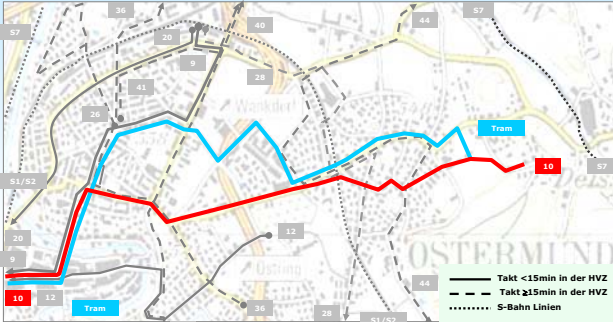 36
40
44
S7
S7
20
9
28
41
Wankdorf
26
Tram
S1/S2
10
S7
12
20
9
OSTERMUND
Ostring
10
12
Tram
36
28
44
S1/S2
Takt <15min in der HVZ
Takt ≥15min in der HVZ
S-Bahn Linien